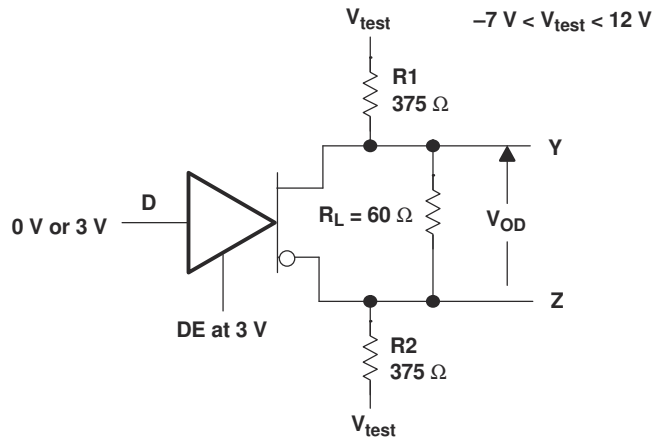 V_test
–7 V < V_test < 12 V
R1
375 Ω
Y
D
0 V or 3 V
R_L = 60 Ω
V_OD
Z
DE at 3 V
R2
375 Ω
V_test